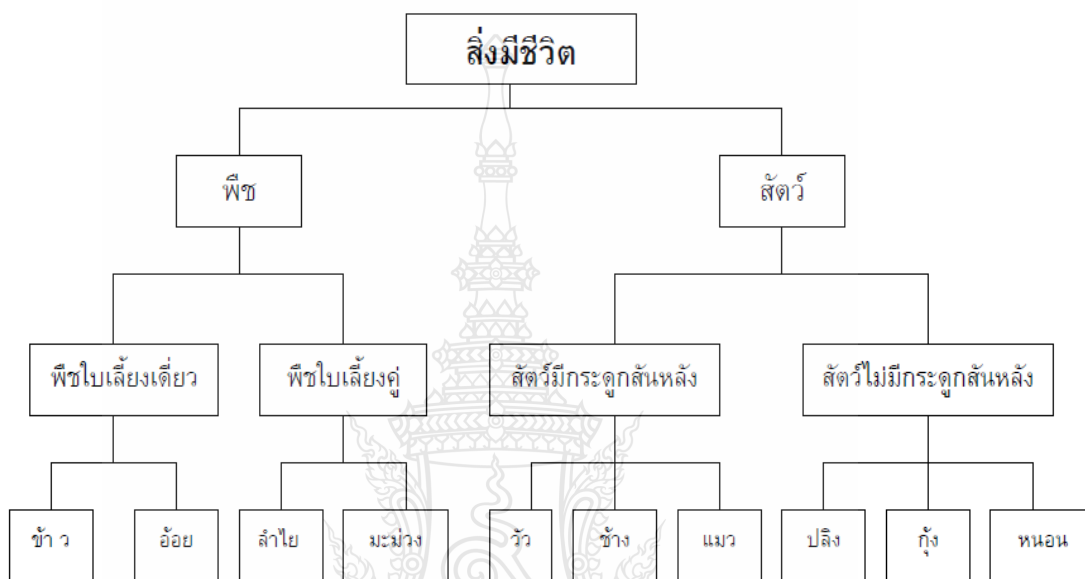 สิ่งมีชีวิต
พืช
สัตว์
พืชใบเลี้ยงเดี่ยว
พืชใบเลี้ยงคู่
สัตว์มีกระดูกสันหลัง
สัตว์ไม่มีกระดูกสันหลัง
ข้า ว
อ้อย
ลำไย
มะม่วง
วัว
ช้าง
แมว
ปลิง
กุ้ง
หนอน